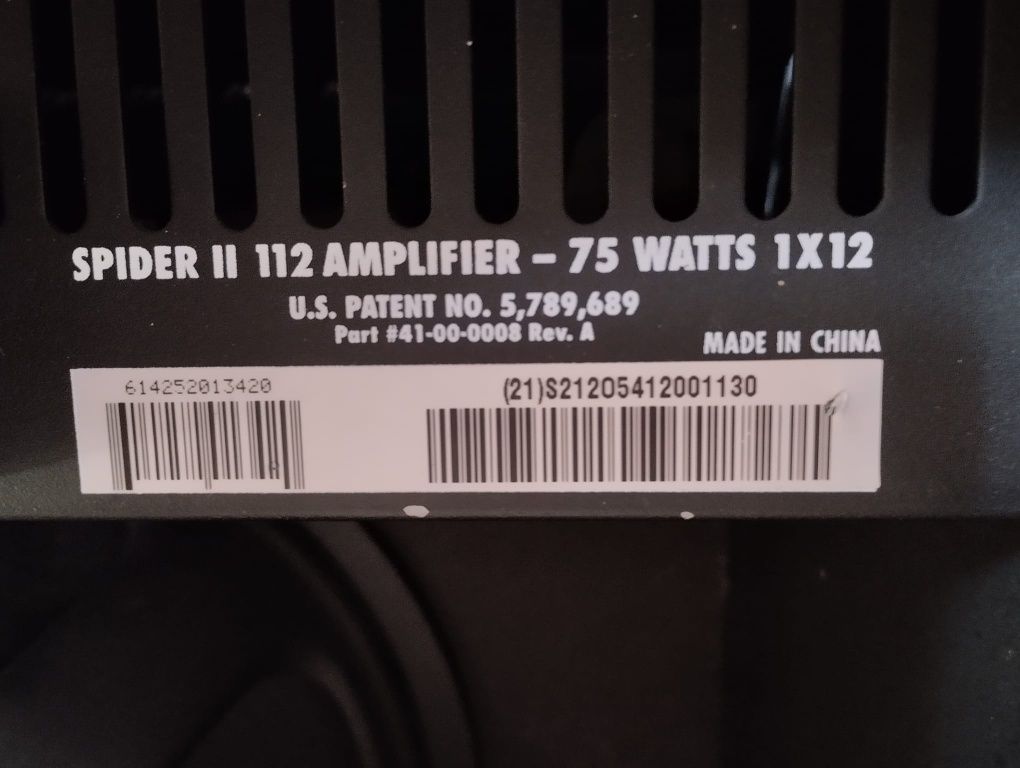 SPIDER II 112 AMPLIFIER – 75 WATTS 1X12
U.S. PATENT NO. 5,789,689
Part #41-00-0008 Rev. A
MADE IN CHINA
614252013420
(21)S21205412001130